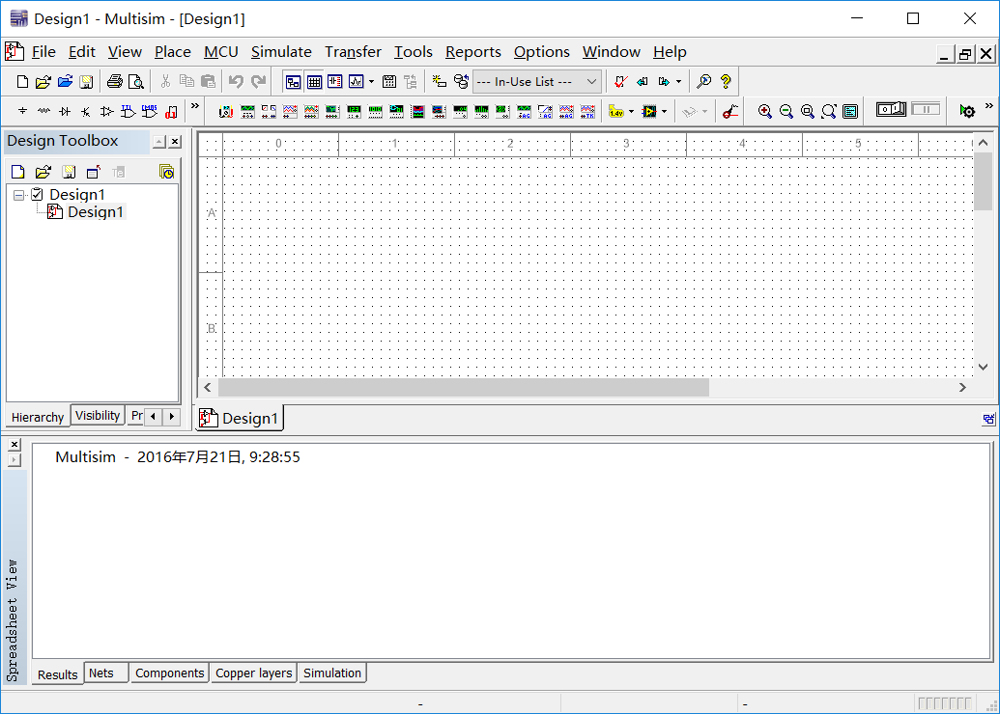 Design1 - Multisim - [Design1]
File Edit View Place MCU Simulate Transfer Tools Reports Options Window Help
--- In-Use List ---
Design Toolbox
0 1 2 3 4 5
Design1
Design1
A
B
Hierarchy Visibility Pr
Design1
Multisim - 2016年7月21日, 9:28:55
Spreadsheet View
Results Nets Components Copper layers Simulation
- -